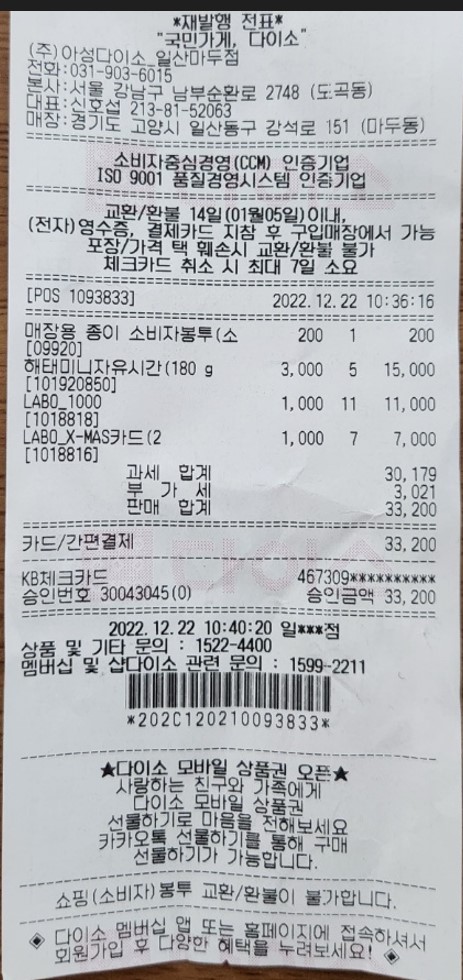 *재발행 전표*
"국민가게, 다이소"
(주)아성다이소_일산마두점
전화:031-903-6015
본사:서울 강남구 남부순환로 2748 (도곡동)
대표:신호섭 213-81-52063
매장:경기도 고양시 일산동구 강석로 151 (마두동)
소비자중심경영(CCM) 인증기업
ISO 9001 품질경영시스템 인증기업
교환/환불 14일(01월05일)이내,
(전자)영수증, 결제카드 지참 후 구입매장에서 가능
포장/가격 택 훼손시 교환/환불 불가
체크카드 취소 시 최대 7일 소요
[POS 1093833] 2022.12.22 10:36:16
매장용 종이 소비자봉투(소 200 1 200
[09920]
해태미니자유시간(180 g 3,000 5 15,000
[101920850]
LABO_1000 1,000 11 11,000
[1018818]
LABO_X-MAS카드(2 1,000 7 7,000
[1018816]
과세 합계 30,179
부 가 세 3,021
판매 합계 33,200
카드/간편결제 33,200
KB체크카드 467309**********
승인번호 30043045(0) 승인금액 33,200
2022.12.22 10:40:20 일***점
상품 및 기타 문의 : 1522-4400
멤버십 및 샵다이소 관련 문의 : 1599-2211
*2020120210093833*
★다이소 모바일 상품권 오픈★
사랑하는 친구와 가족에게
다이소 모바일 상품권
선물하기로 마음을 전해보세요
카카오톡 선물하기를 통해 구매
선물하기가 가능합니다.
쇼핑(소비자)봉투 교환/환불이 불가합니다.
◈ 다이소 멤버십 앱 또는 홈페이지에 접속하셔서
회원가입 후 다양한 혜택을 누려보세요! ◈